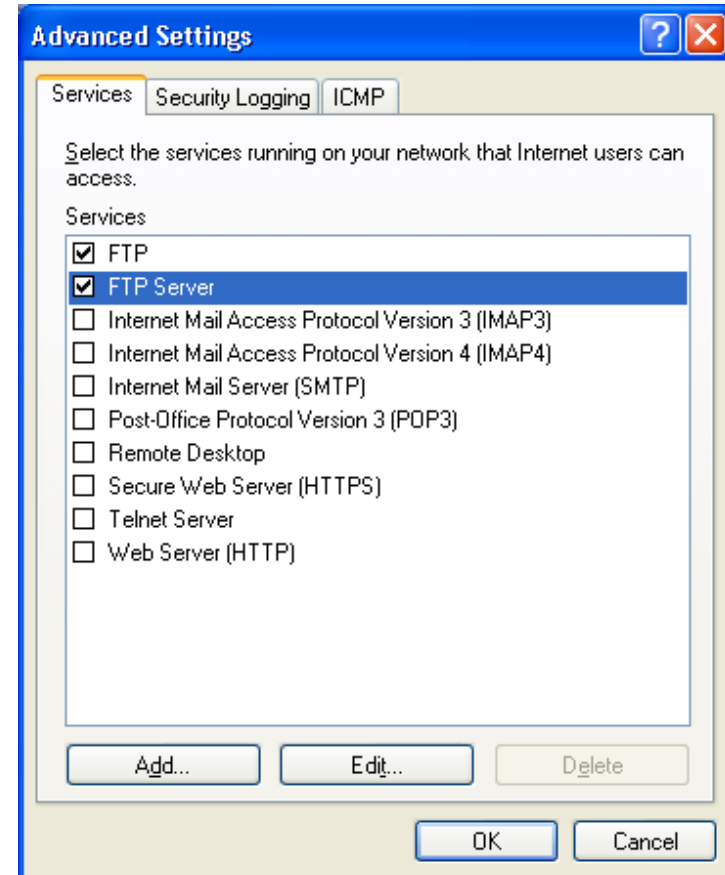 Advanced Settings
Services
Security Logging
ICMP
Select the services running on your network that Internet users can
access.
Services
FTP
FTP Server
Internet Mail Access Protocol Version 3 (IMAP3)
Internet Mail Access Protocol Version 4 (IMAP4)
Internet Mail Server (SMTP)
Post-Office Protocol Version 3 (POP3)
Remote Desktop
Secure Web Server (HTTPS)
Telnet Server
Web Server (HTTP)
Add...
Edit...
Delete
OK
Cancel